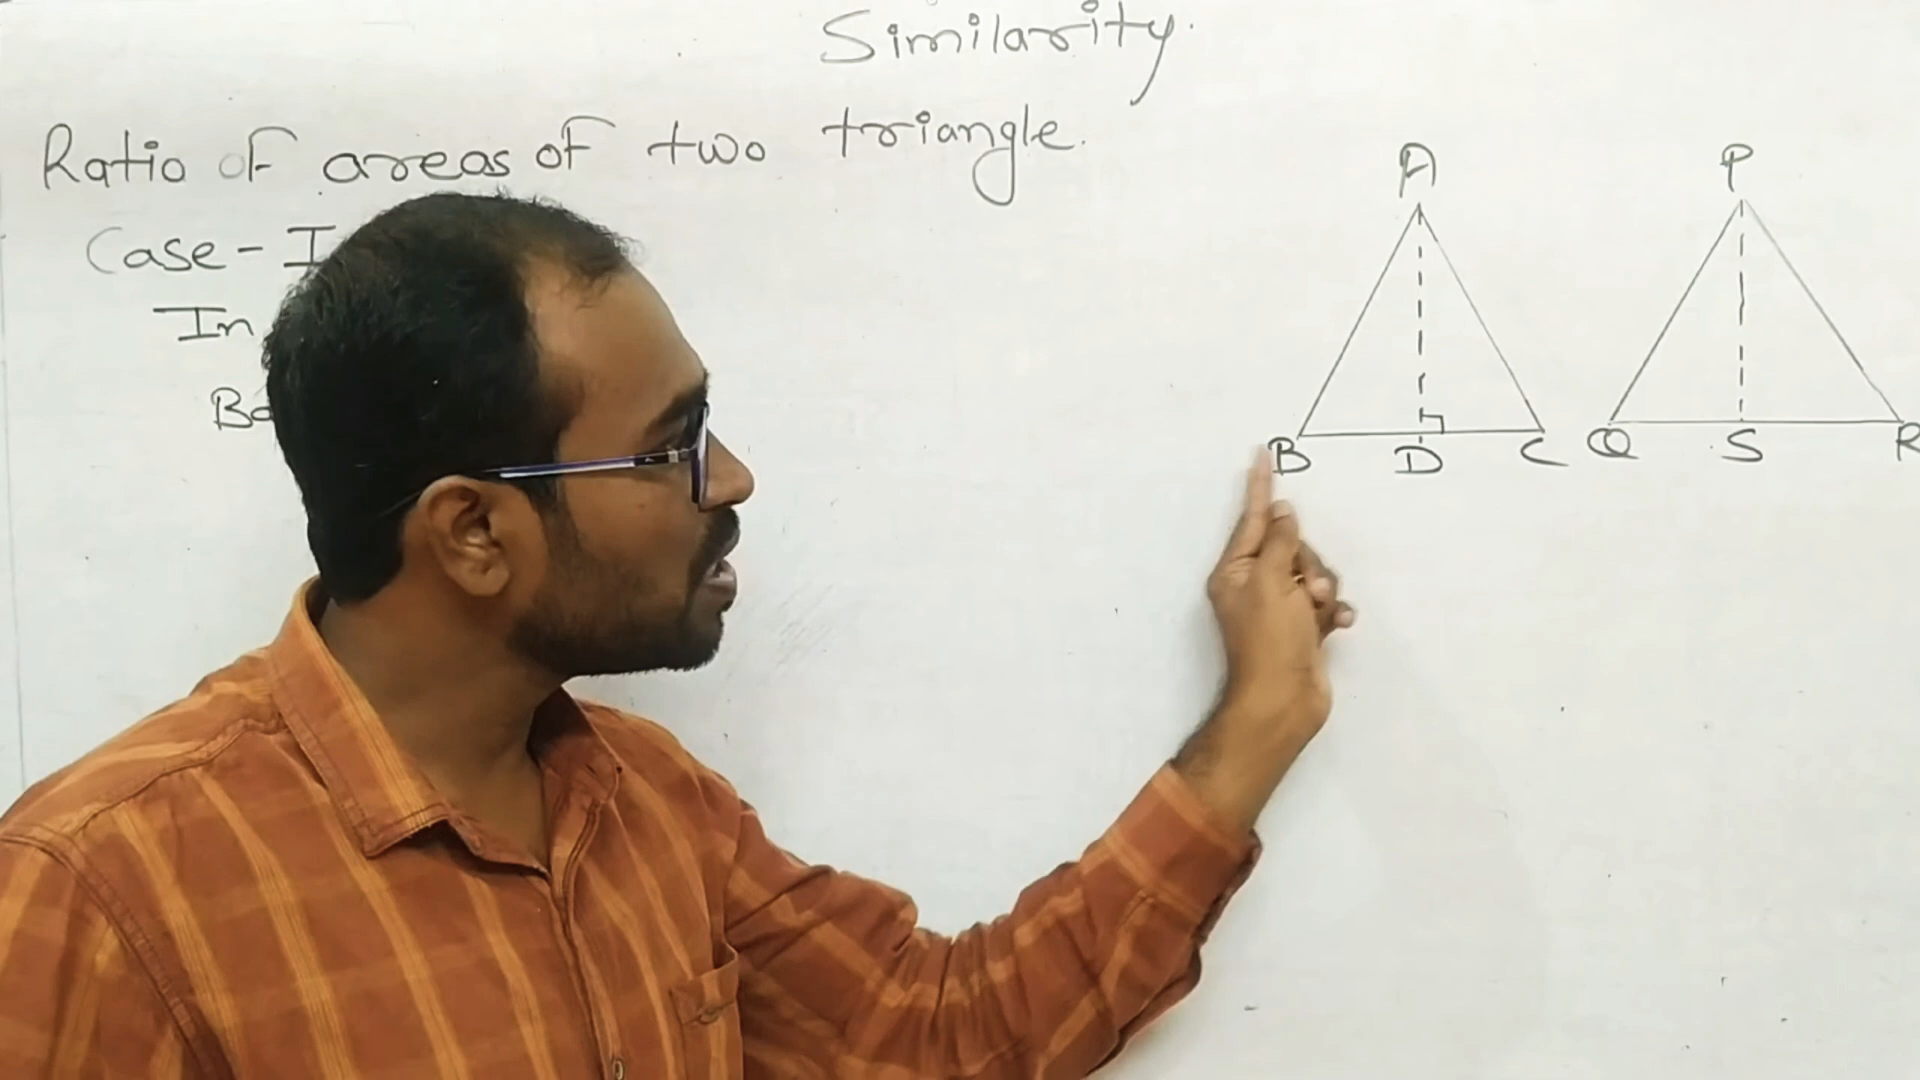 Similarity.
Ratio of areas of two triangle.
Case-I
In
A P
B D C Q S R